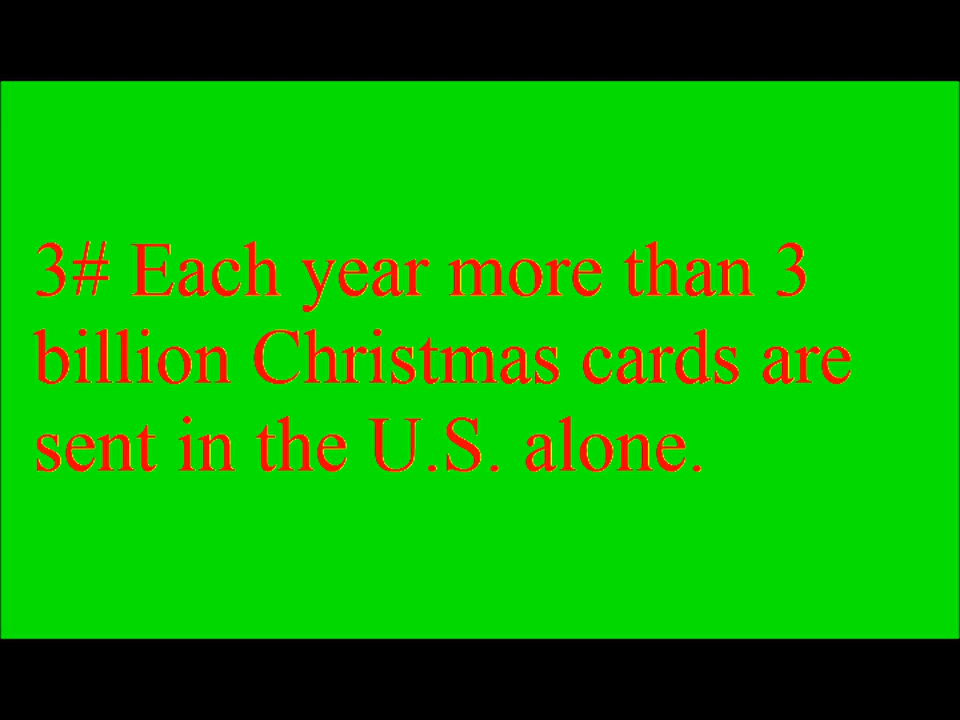 3# Each year more than 3
billion Christmas cards are
sent in the U.S. alone.